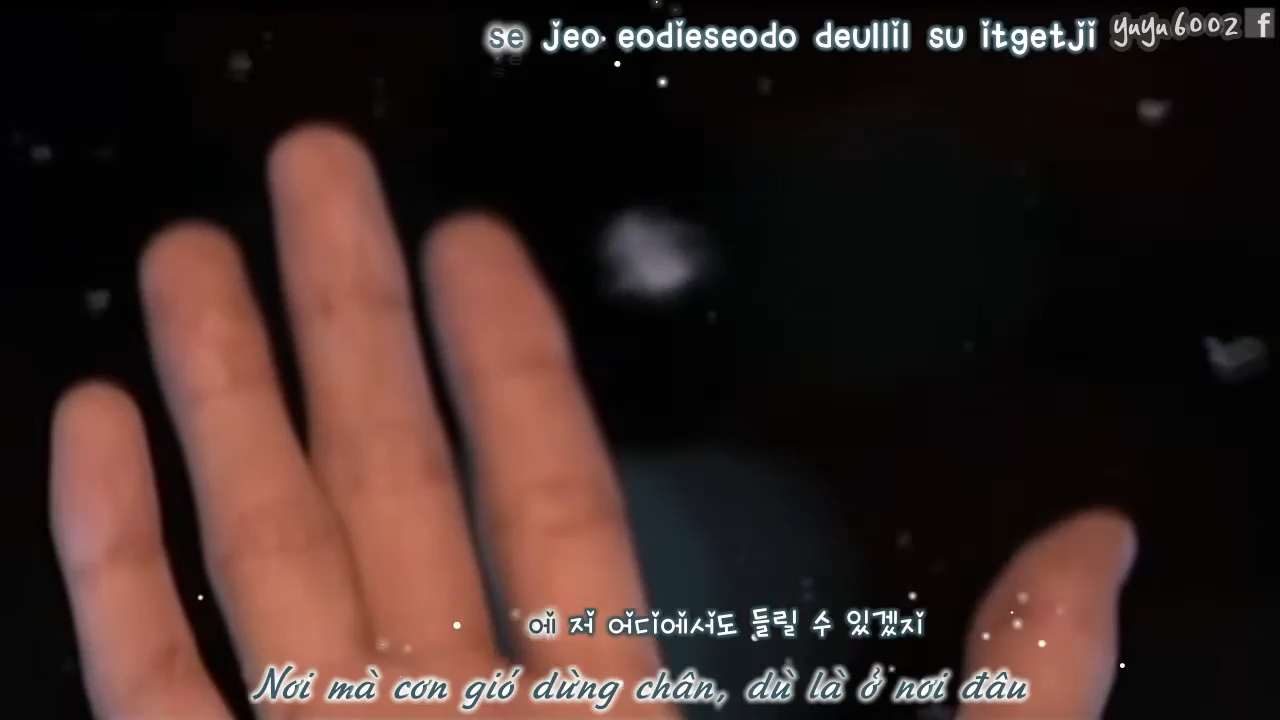 se jeo eodieseodo deullil su itgetji
yuyu6002 f
에 저 어디에서도 들릴 수 있겠지
Nơi mà cơn gió dừng chân, dù là ở nơi đâu